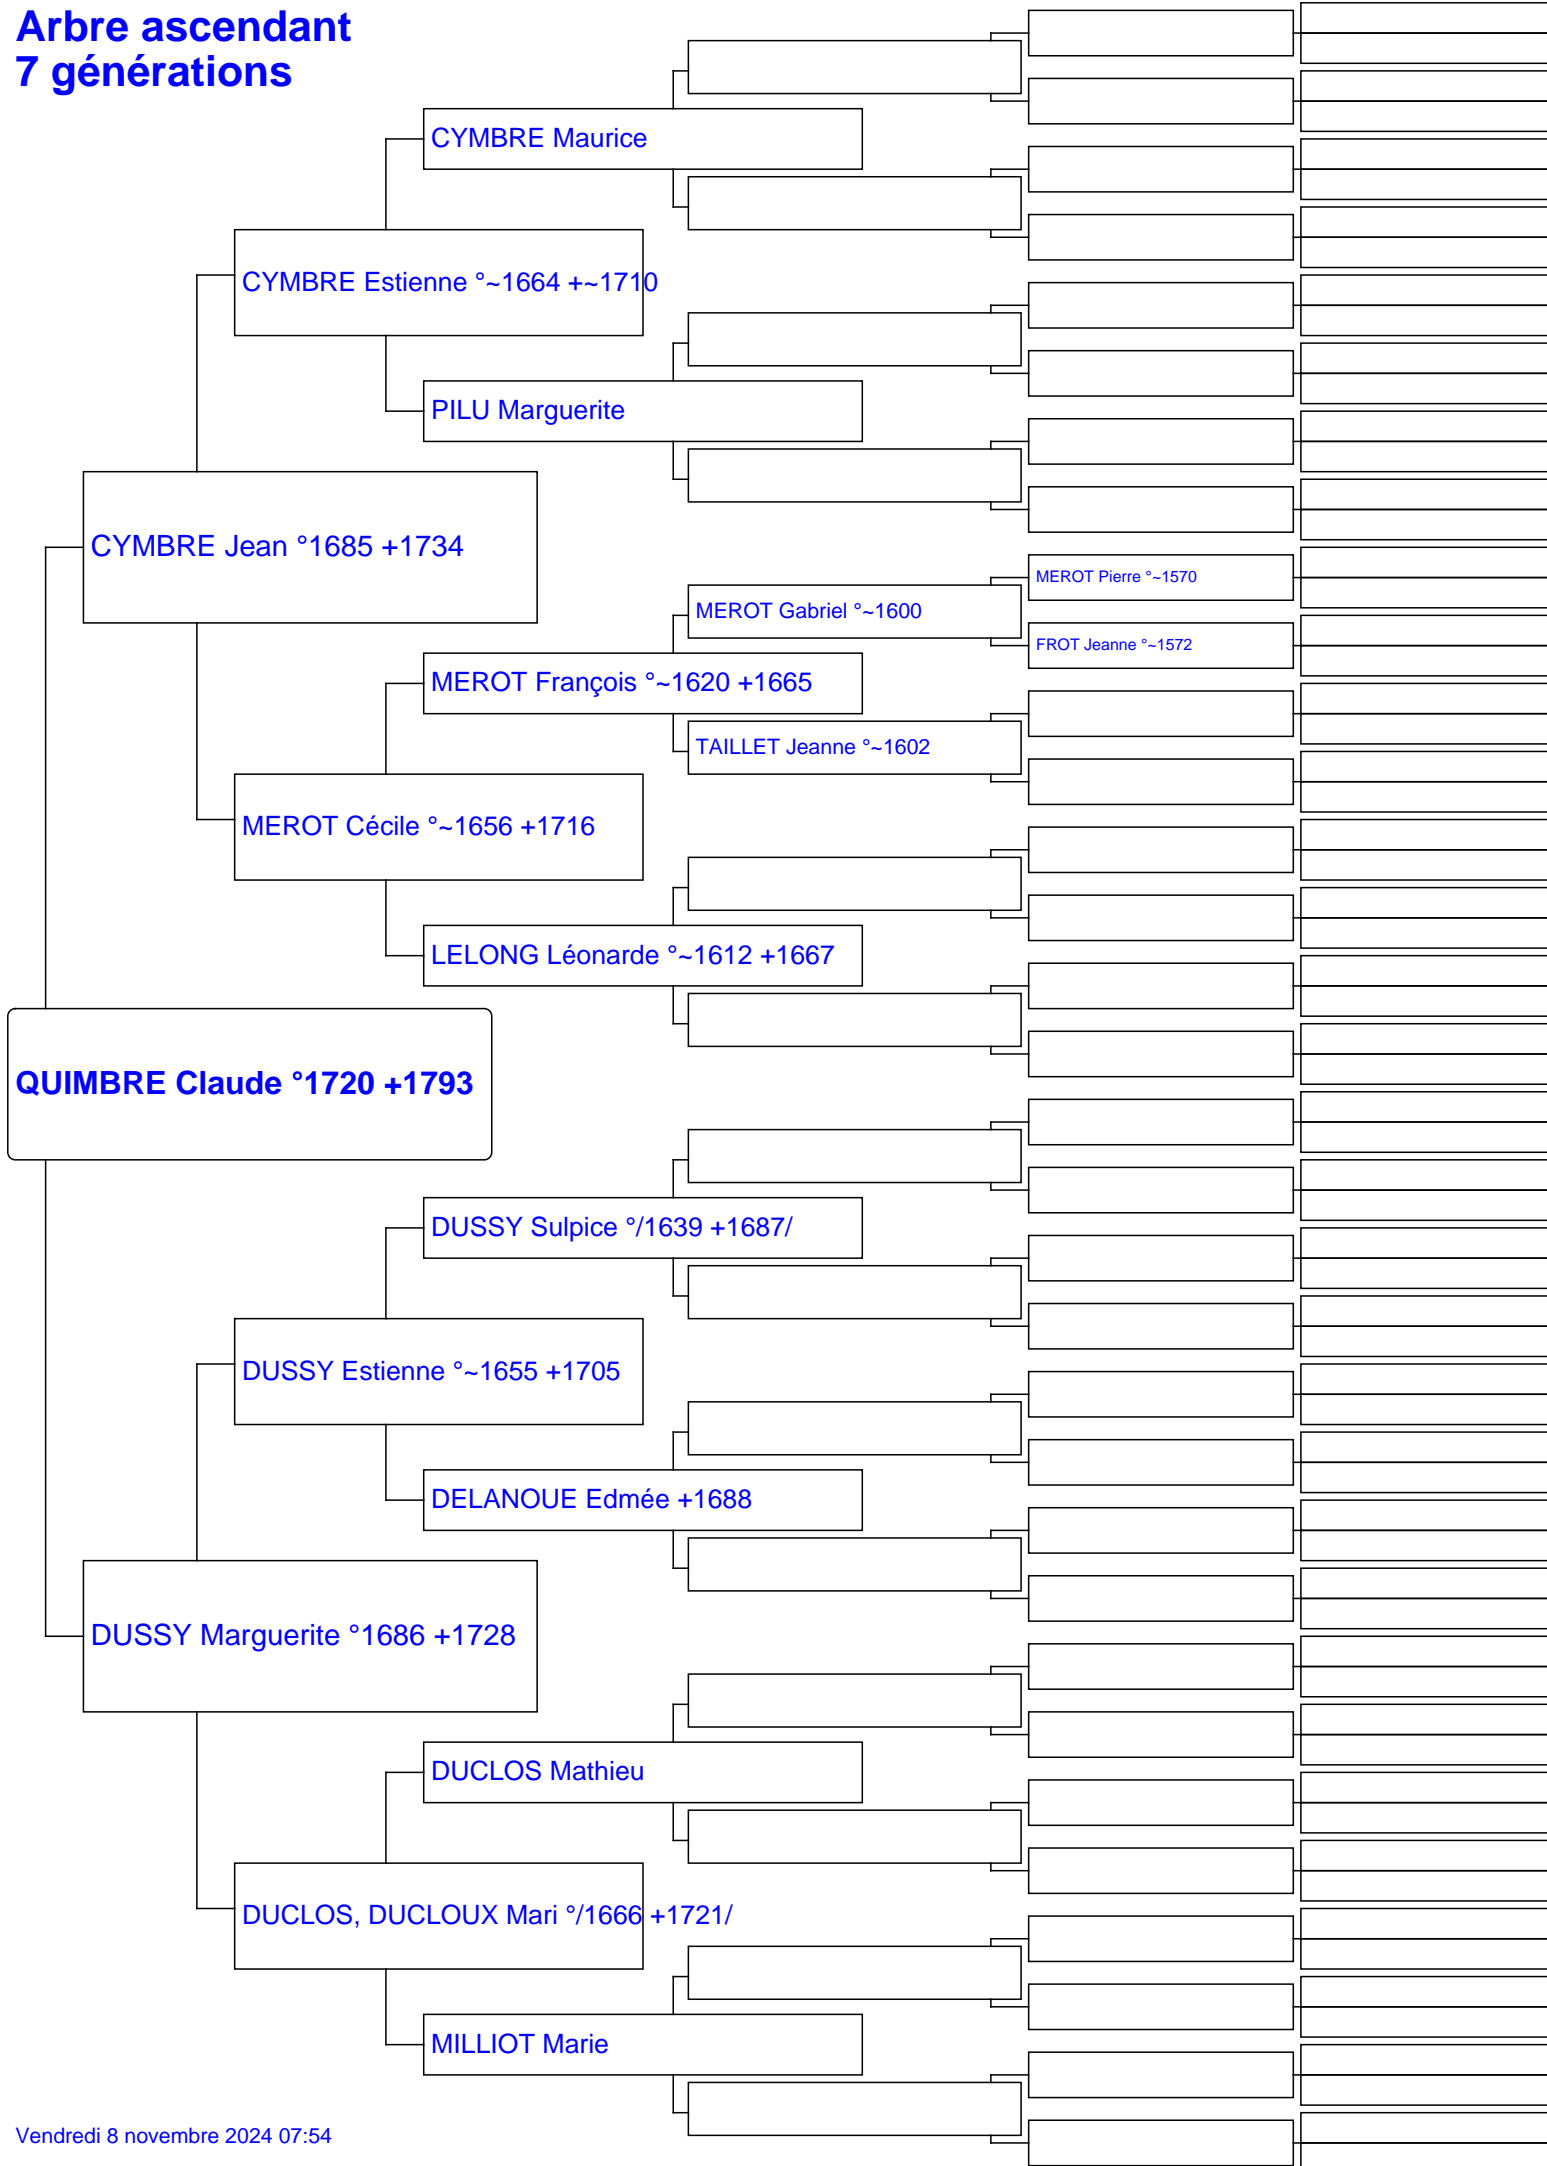 Arbre ascendant
7 générations
CYMBRE Maurice
CYMBRE Estienne °~1664 +~1710
PILU Marguerite
CYMBRE Jean °1685 +1734
MEROT Pierre °~1570
MEROT Gabriel °~1600
FROT Jeanne °~1572
MEROT François °~1620 +1665
TAILLET Jeanne °~1602
MEROT Cécile °~1656 +1716
LELONG Léonarde °~1612 +1667
QUIMBRE Claude °1720 +1793
DUSSY Sulpice °/1639 +1687/
DUSSY Estienne °~1655 +1705
DELANOUE Edmée +1688
DUSSY Marguerite °1686 +1728
DUCLOS Mathieu
DUCLOS, DUCLOUX Mari °/1666 +1721/
MILLIOT Marie
Vendredi 8 novembre 2024 07:54